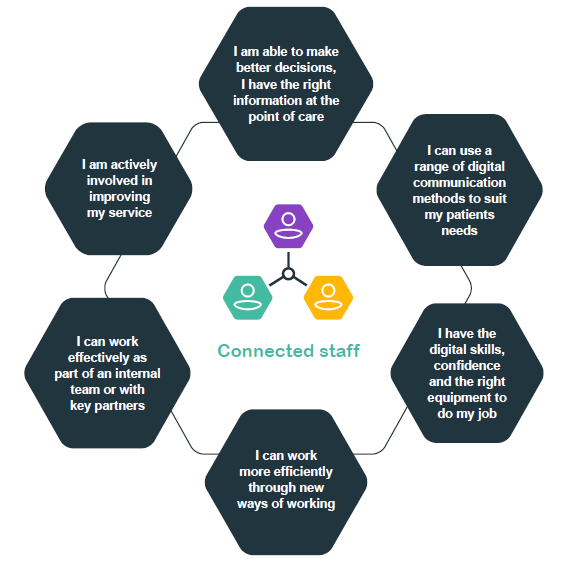 I am able to make
better decisions,
I have the right
information at the
point of care
I can use a
range of digital
communication
methods to suit
my patients
needs
I have the
digital skills,
confidence
and the right
equipment to
do my job
I can work
more efficiently
through new
ways of working
I can work
effectively as
part of an internal
team or with
key partners
I am actively
involved in
improving
my service
Connected staff